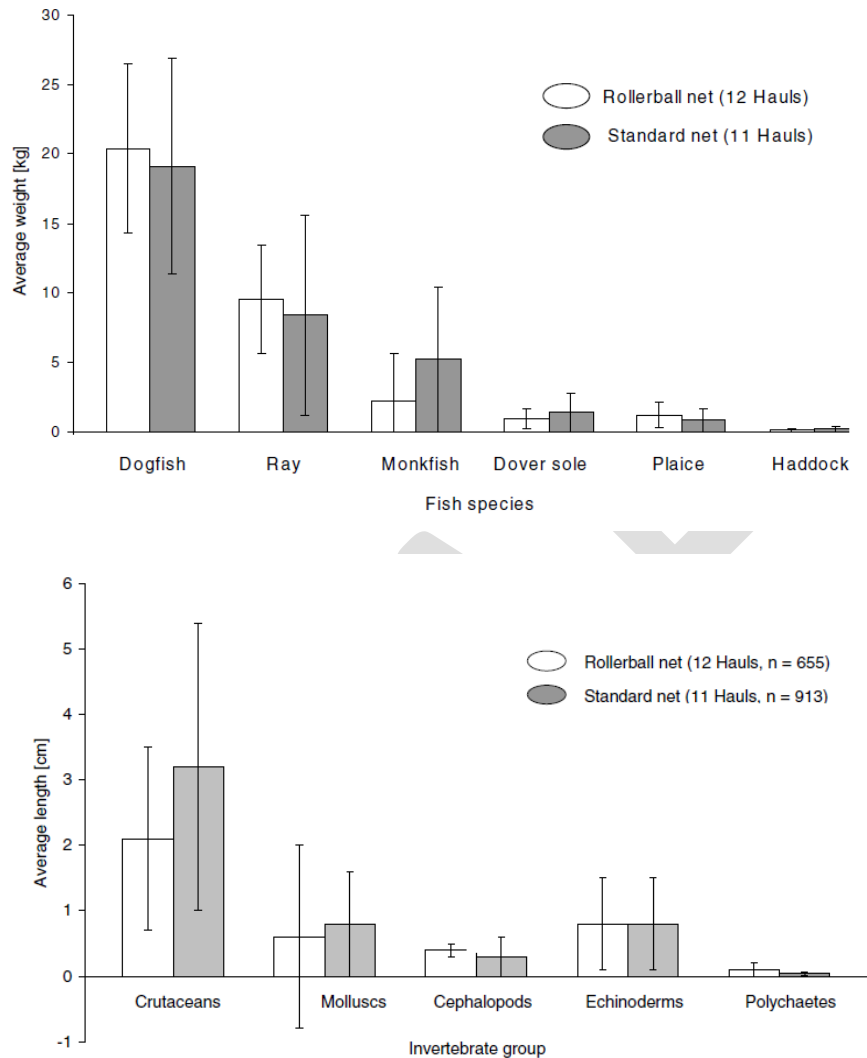 30
25
20
15
10
5
0
Average weight [kg]
Rollerball net (12 Hauls)
Standard net (11 Hauls)
Dogfish Ray Monkfish Dover sole Plaice Haddock
Fish species
6
5
4
3
2
1
0
-1
Average length [cm]
Rollerball net (12 Hauls, n = 655)
Standard net (11 Hauls, n = 913)
Crutaceans Molluscs Cephalopods Echinoderms Polychaetes
Invertebrate group